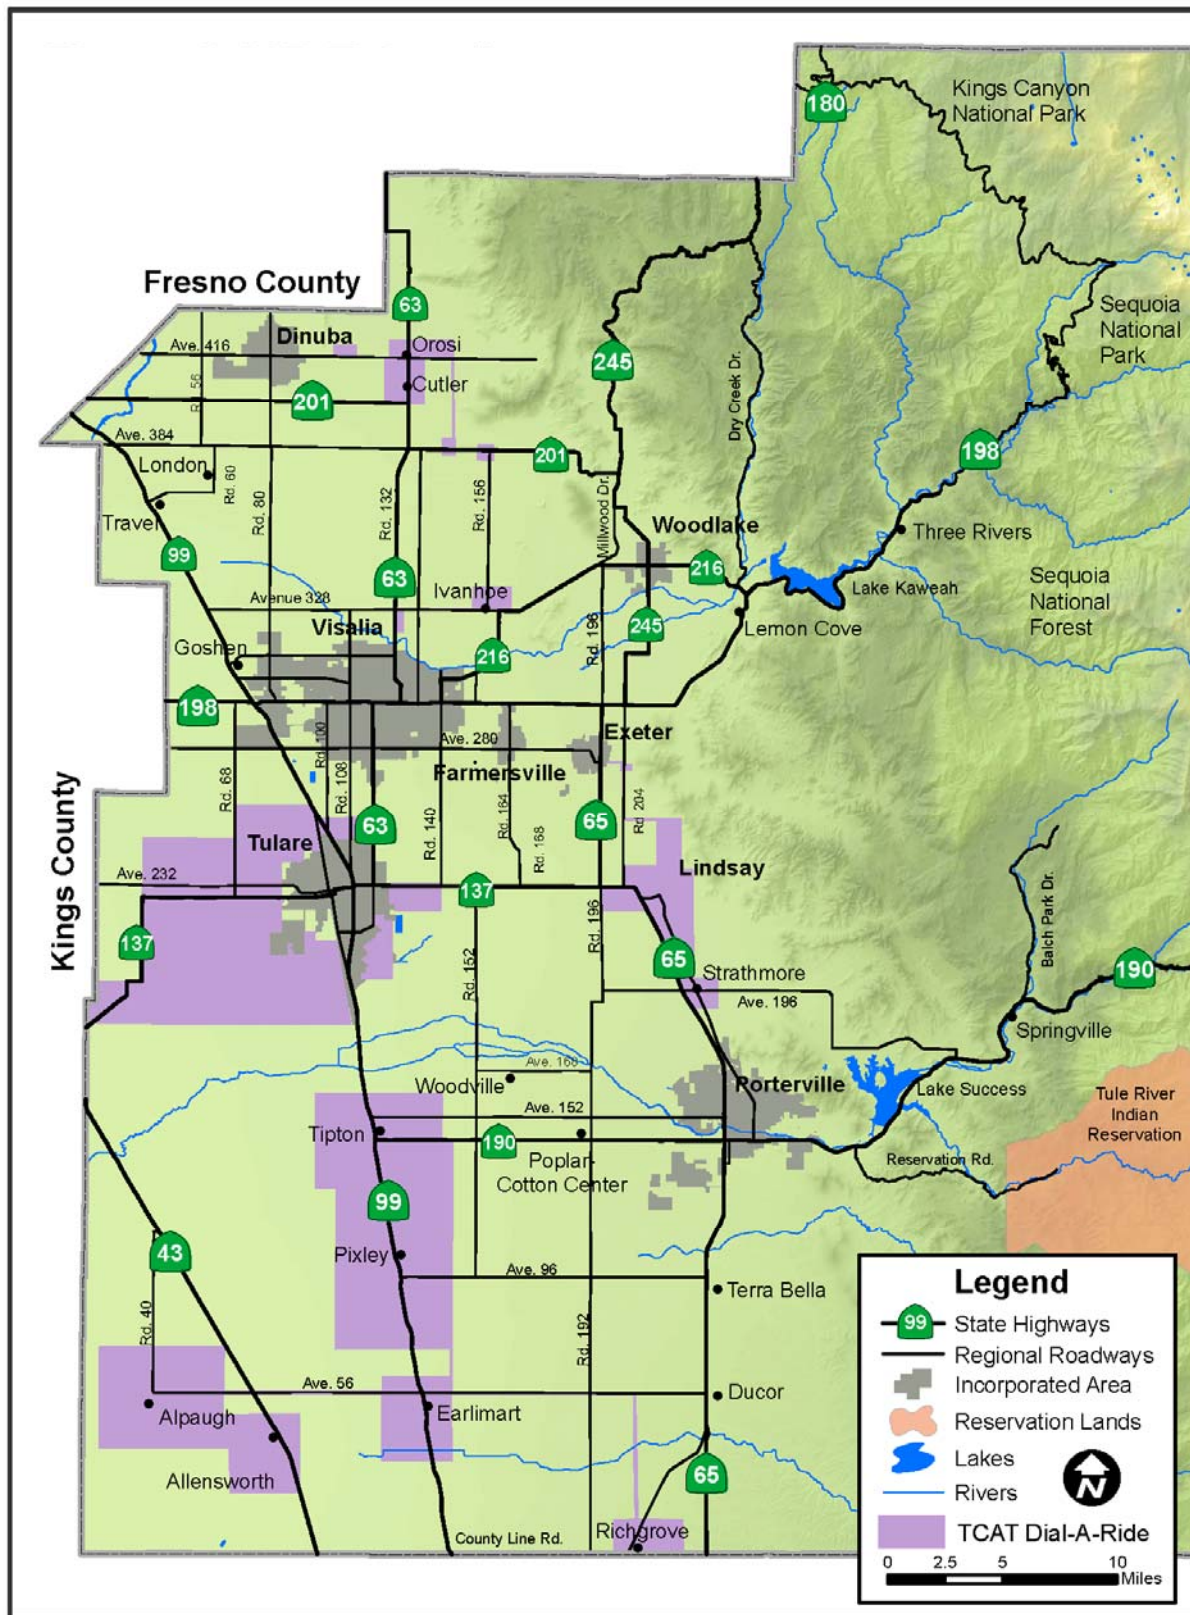 180
Kings Canyon
National Park
Fresno County
63
Sequoia
National
Park
Dinuba
Ave. 416
Orosi
245
Cutler
Rd. 56
201
Dry Creek Dr.
Ave. 384
201
198
London
Rd. 60
Rd. 80
Rd. 132
Rd. 156
Millwood Dr.
Traver
Woodlake
Three Rivers
99
63
216
Ivanhoe
Lake Kaweah
Sequoia
National
Forest
Avenue 328
Visalia
245
Lemon Cove
Rd. 196
Goshen
216
198
Exeter
Rd. 100
Ave. 280
Farmersville
Rd. 68
Rd. 108
Rd. 140
Rd. 164
Rd. 204
Kings County
63
65
Tulare
Rd. 168
Lindsay
Ave. 232
137
Rd. 196
137
Rd. 152
65
Balch Park Dr.
Strathmore
190
Ave. 196
Springville
Ave. 168
Woodville
Porterville
Lake Success
Tule River
Indian
Reservation
Ave. 152
Tipton
190
Poplar-
Cotton Center
Reservation Rd.
99
43
Pixley
Ave. 96
Terra Bella
Rd. 40
Rd. 192
Ave. 56
Ducor
Alpaugh
Earlimart
Allensworth
65
County Line Rd.
Richgrove
Legend
99
State Highways
Regional Roadways
Incorporated Area
Reservation Lands
Lakes
N
Rivers
TCAT Dial-A-Ride
0 2.5 5 10
Miles